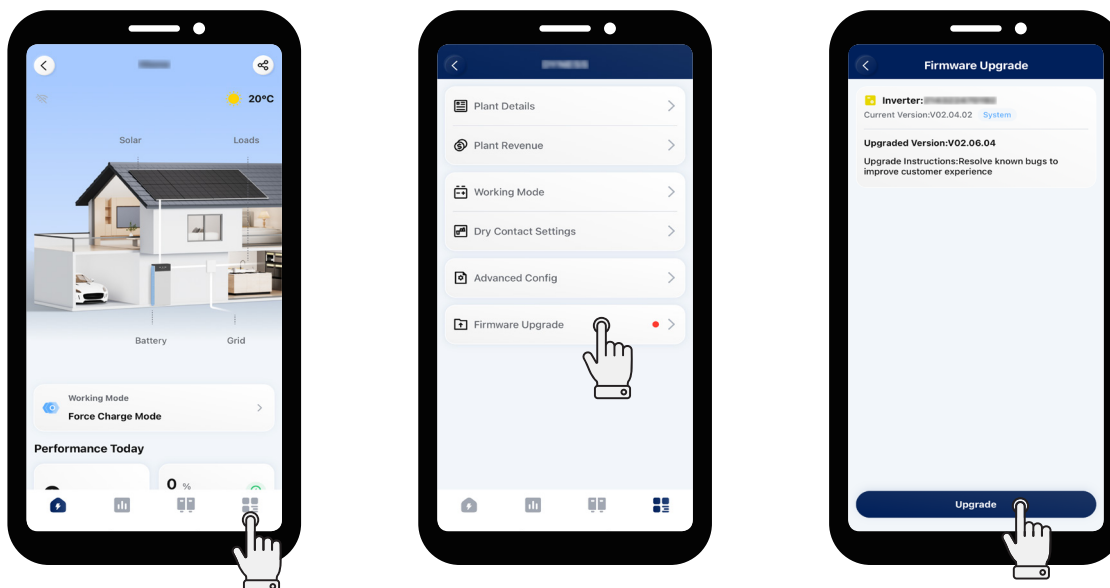 20°C
Solar
Loads
Battery
Grid
Working Mode
Force Charge Mode
Performance Today
0 %
DYNESS
Plant Details
Plant Revenue
Working Mode
Dry Contact Settings
Advanced Config
Firmware Upgrade
Firmware Upgrade
Inverter:
Current Version:V02.04.02 System
Upgraded Version:V02.06.04
Upgrade Instructions:Resolve known bugs to
improve customer experience
Upgrade